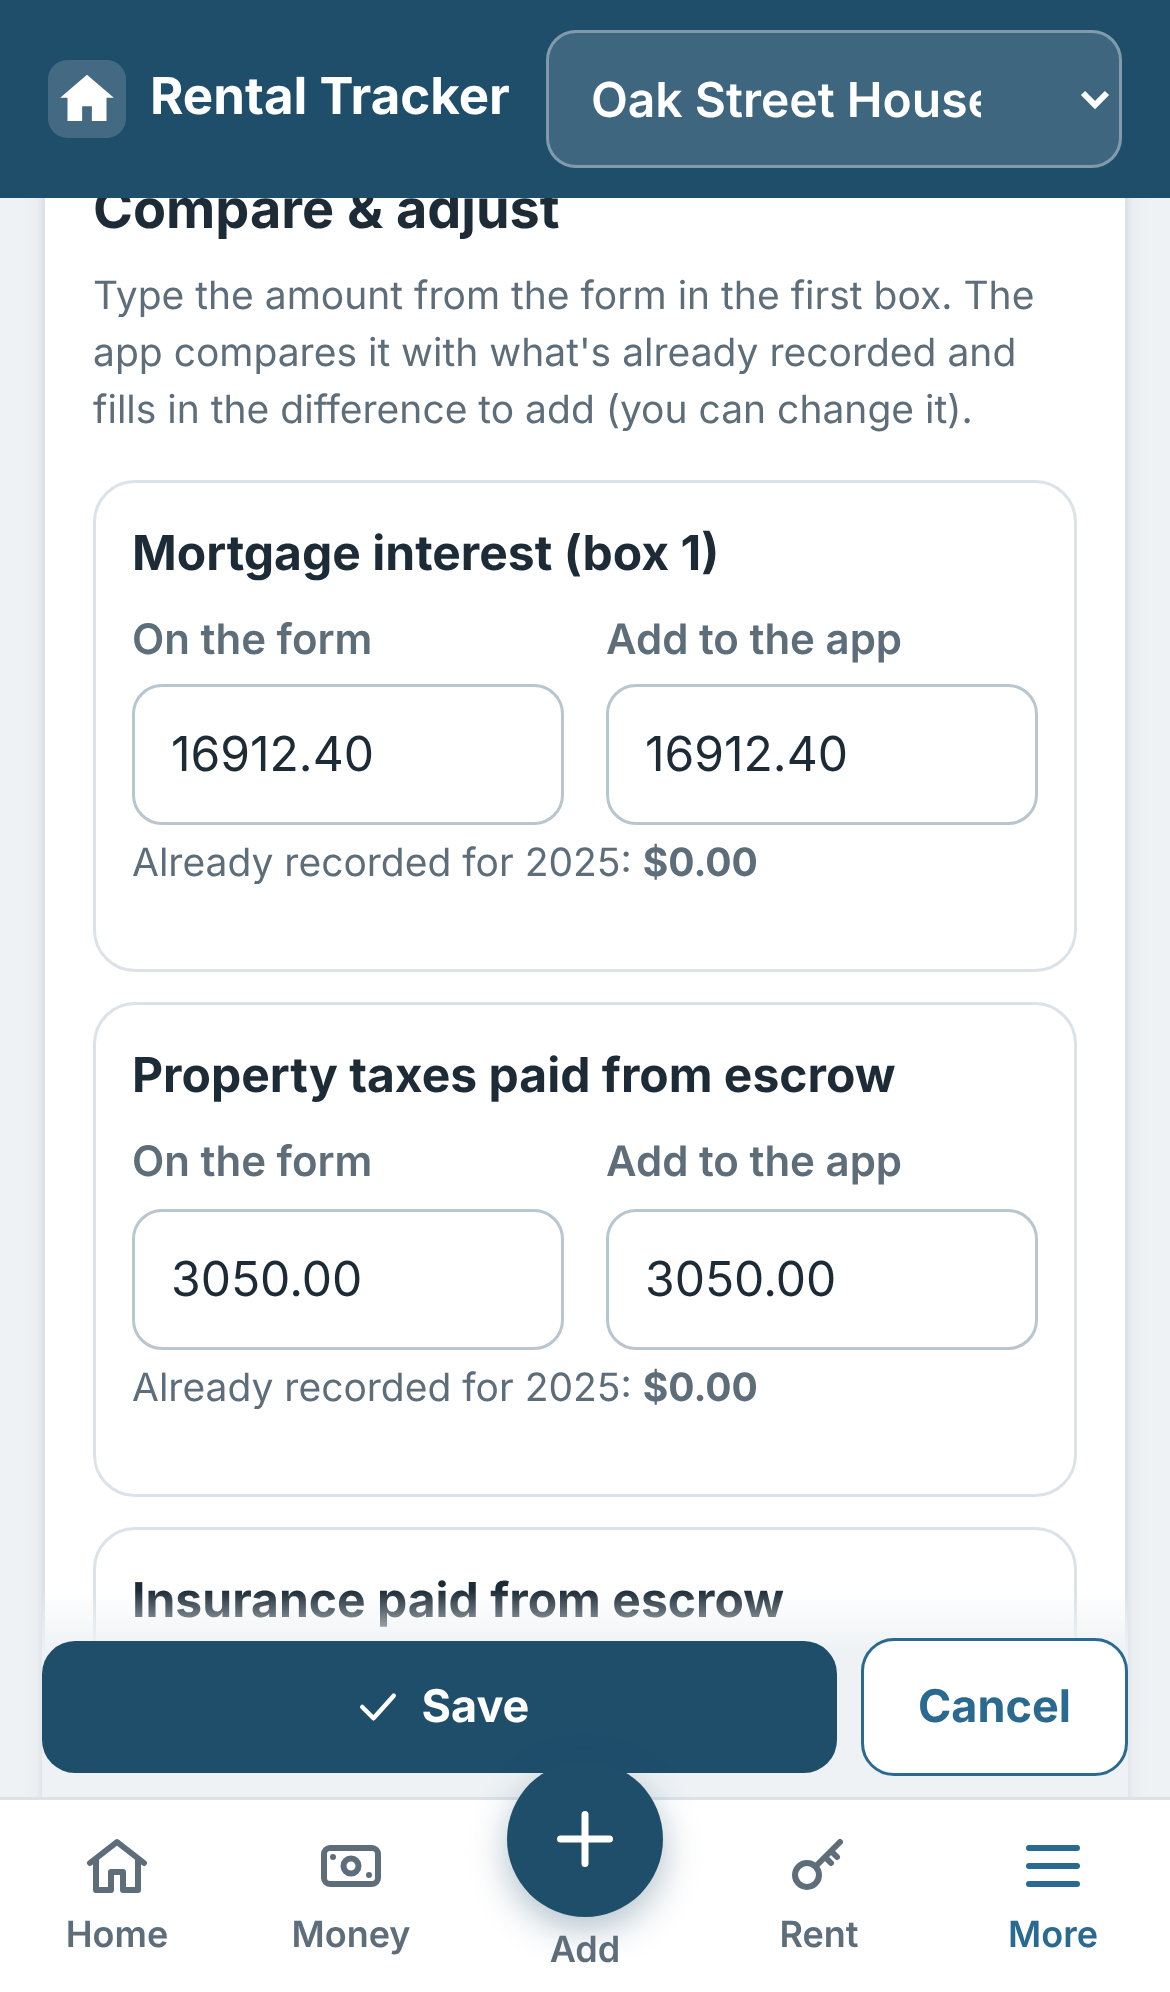 Rental Tracker
Oak Street House
Compare & adjust
Type the amount from the form in the first box. The
app compares it with what's already recorded and
fills in the difference to add (you can change it).
Mortgage interest (box 1)
On the form
Add to the app
16912.40
16912.40
Already recorded for 2025: $0.00
Property taxes paid from escrow
On the form
Add to the app
3050.00
3050.00
Already recorded for 2025: $0.00
Insurance paid from escrow
Save
Cancel
Home
Money
Add
Rent
More